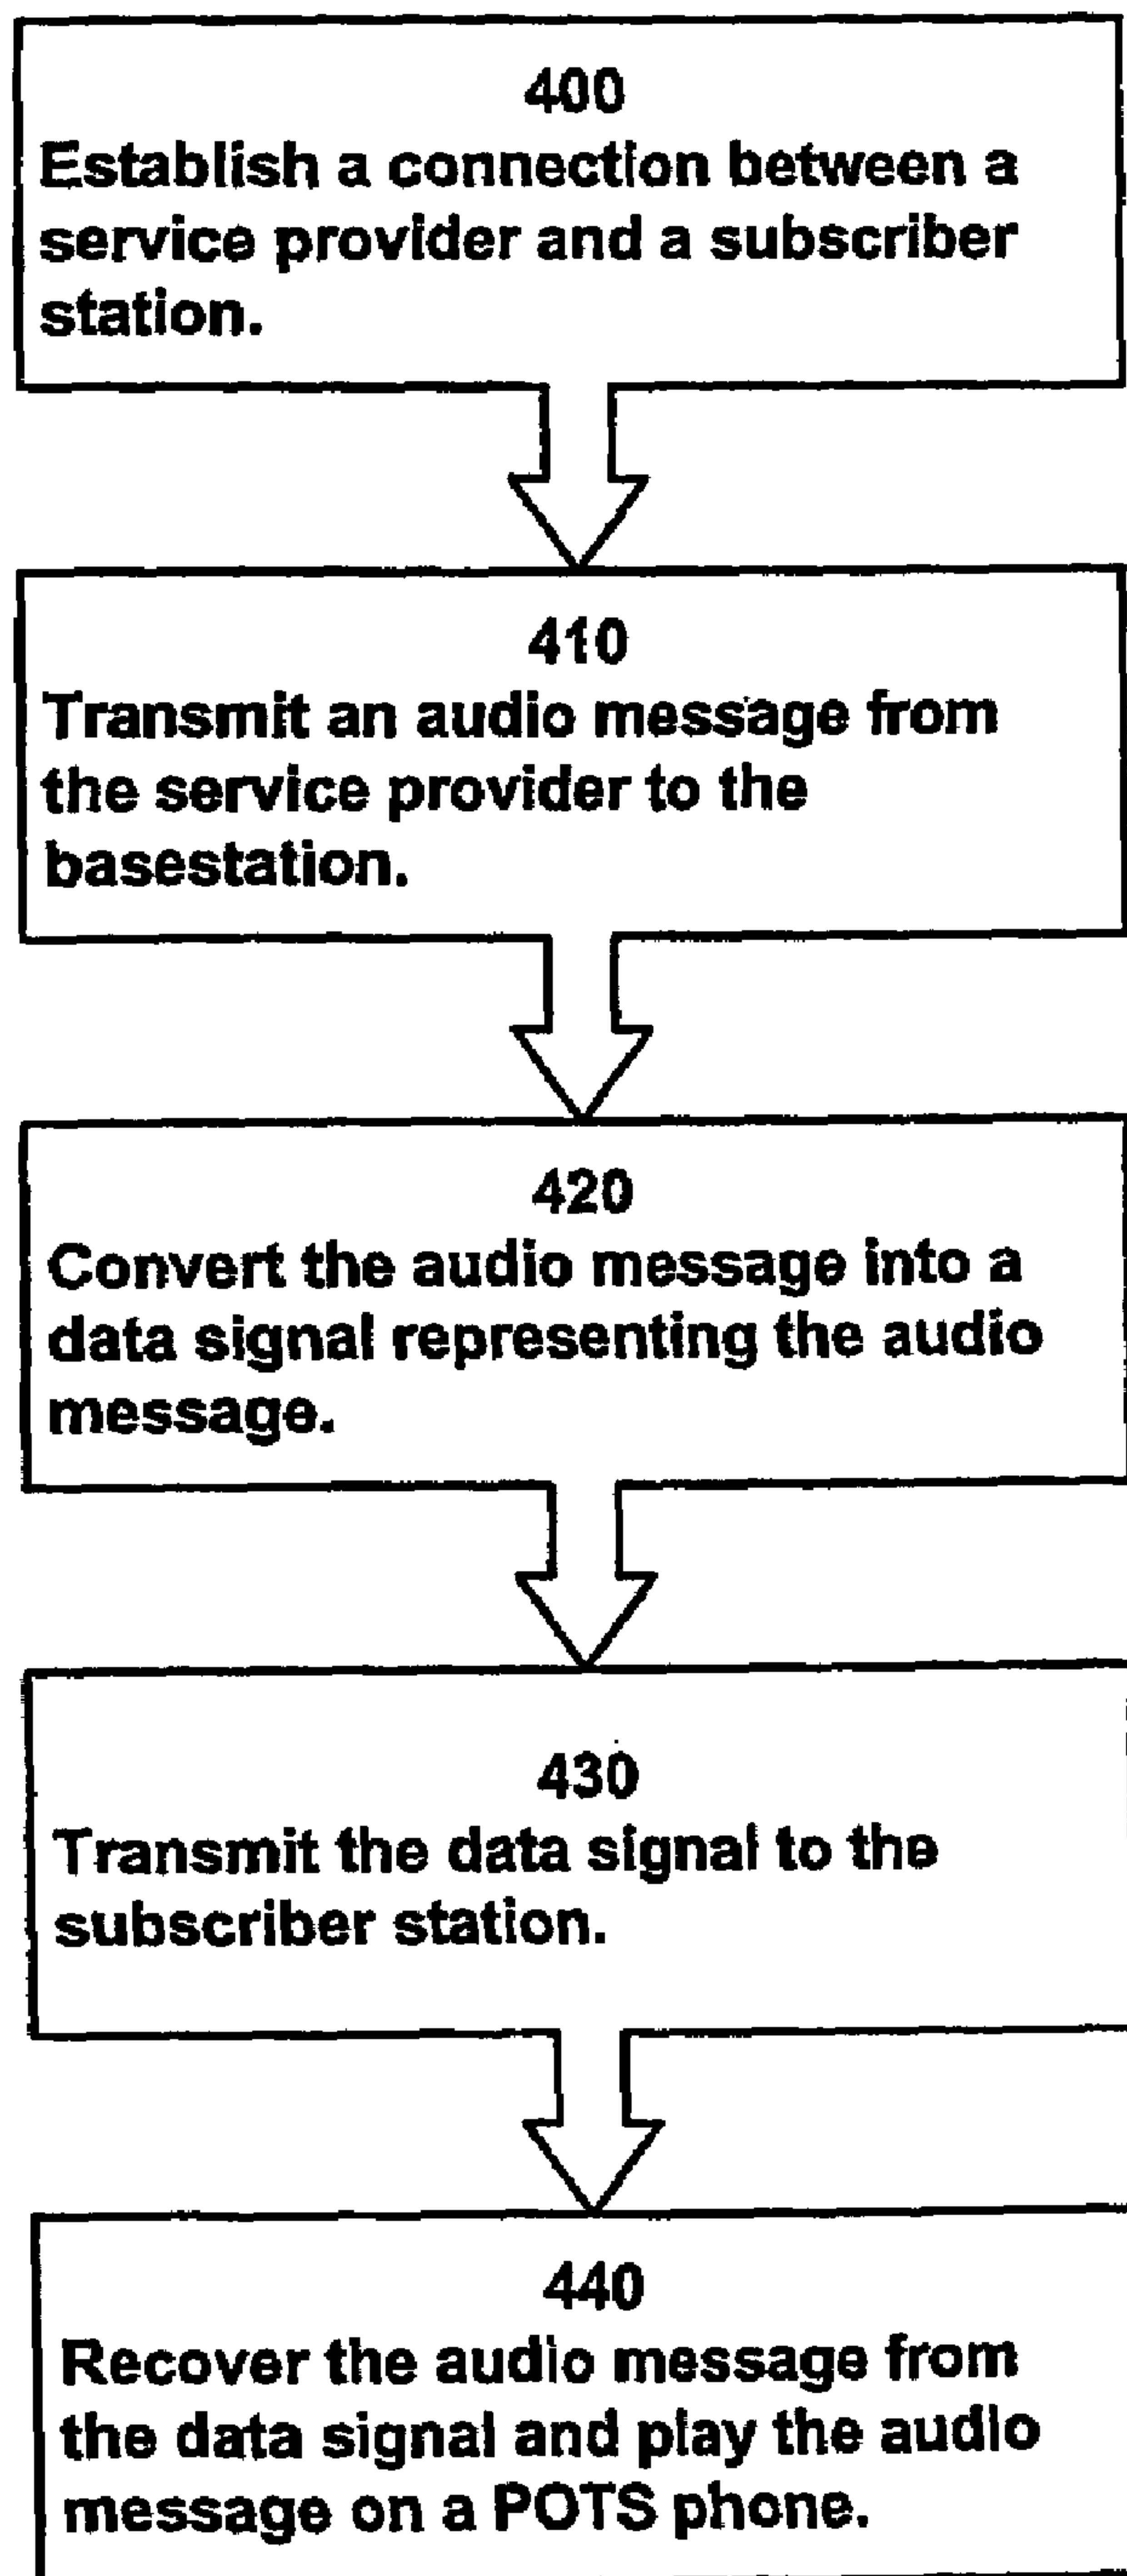 400
Establish a connection between a
service provider and a subscriber
station.
410
Transmit an audio message from
the service provider to the
basestation.
420
Convert the audio message into a
data signal representing the audio
message.
430
Transmit the data signal to the
subscriber station.
440
Recover the audio message from
the data signal and play the audio
message on a POTS phone.